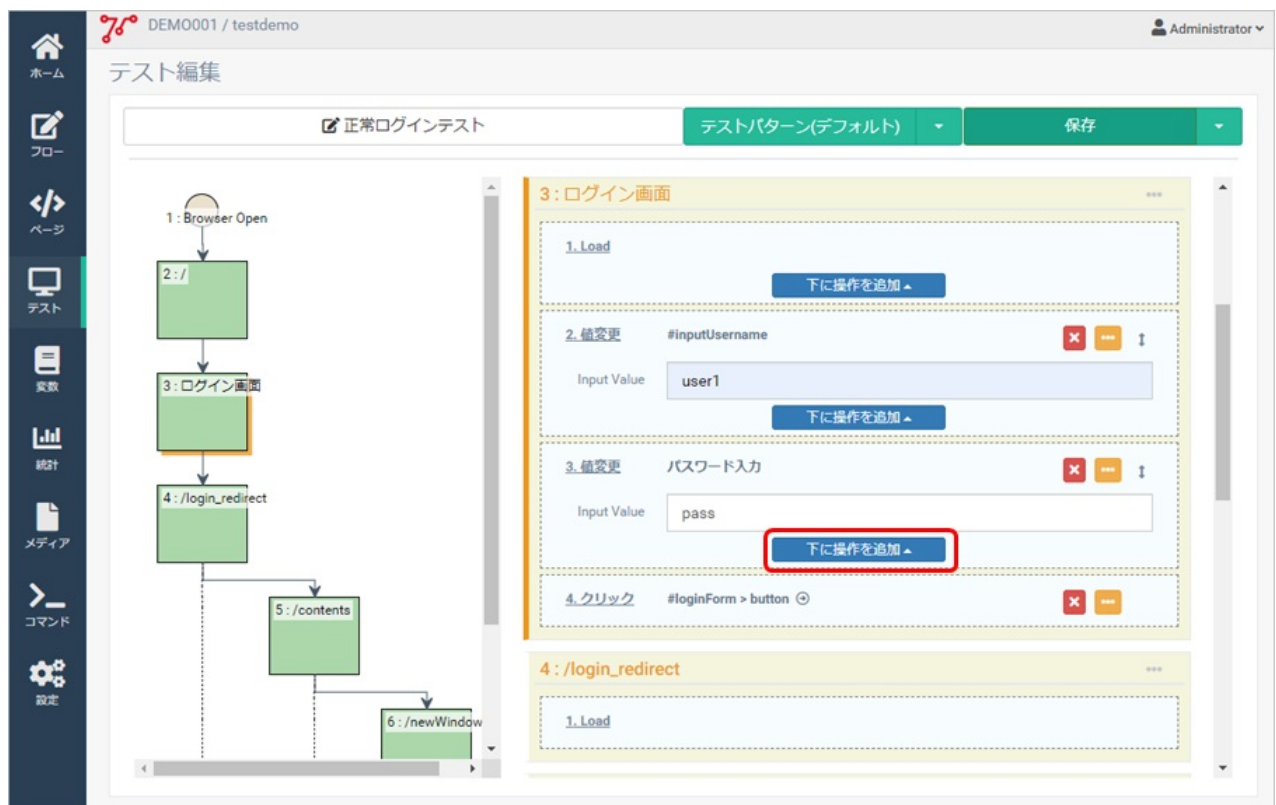 DEMO001 / testdemo
Administrator
ホーム
フロー
ページ
テスト
変数
統計
メディア
コマンド
設定
テスト編集
正常ログインテスト
テストパターン(デフォルト)
保存
1 : Browser Open
2 : /
3 : ログイン画面
4 : /login_redirect
5 : /contents
6 : /newWindow
3 : ログイン画面
1. Load
下に操作を追加
2. 値変更 #inputUsername
Input Value user1
下に操作を追加
3. 値変更 パスワード入力
Input Value pass
下に操作を追加
4. クリック #loginForm > button
4 : /login_redirect
1. Load